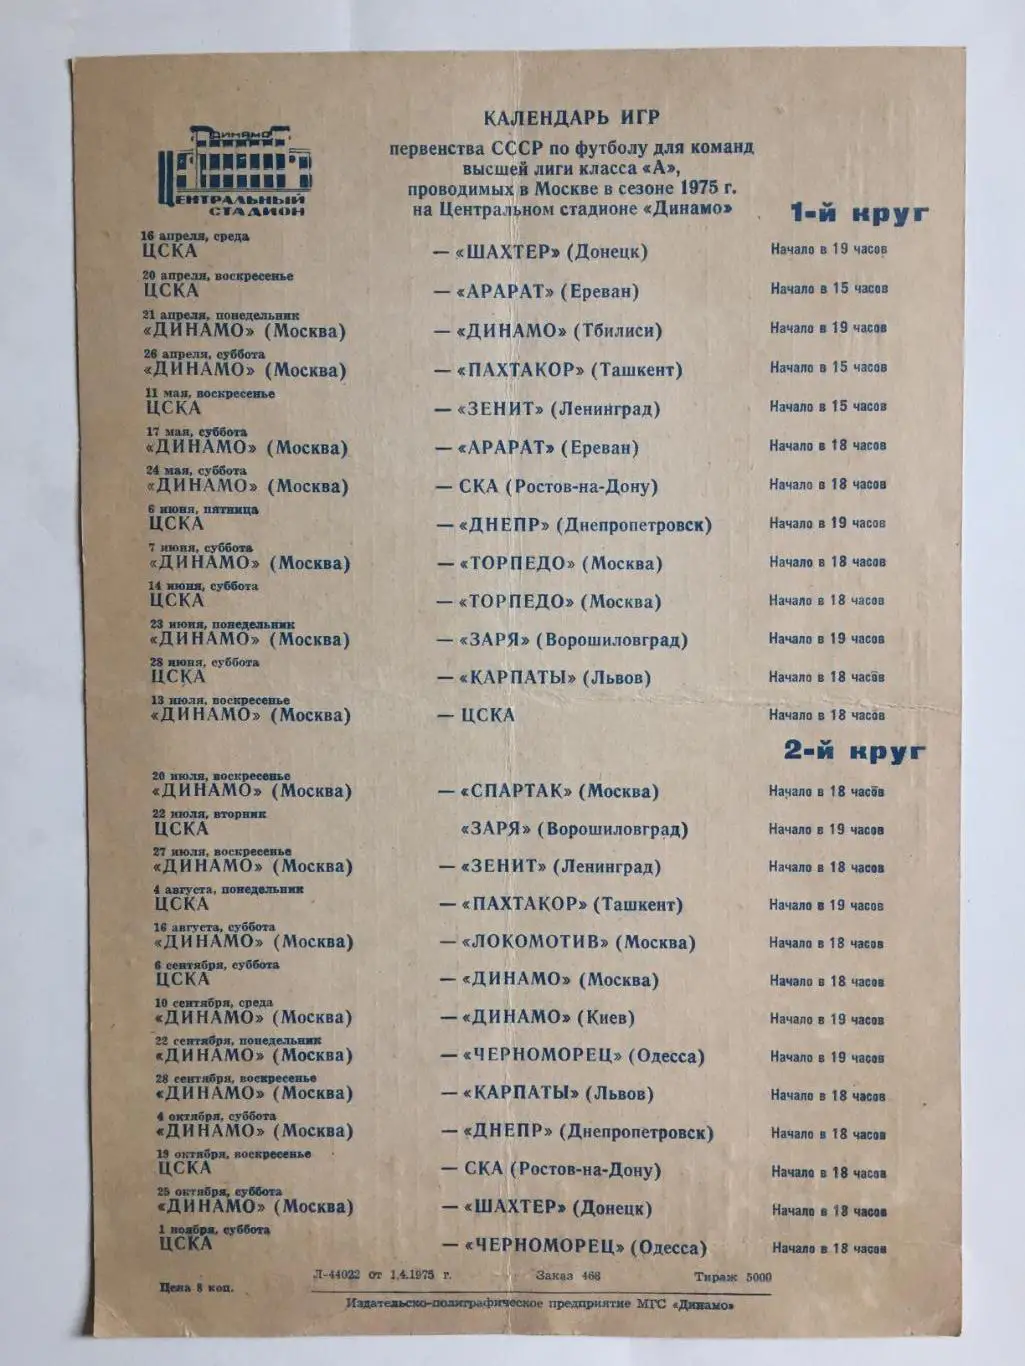 ДИНАМО
ЦЕНТРАЛЬНЫЙ
СТАДИОН
КАЛЕНДАРЬ ИГР
первенства СССР по футболу для команд
высшей лиги класса «А»,
проводимых в Москве в сезоне 1975 г.
на Центральном стадионе «Динамо»
1-й круг
16 апреля, среда
ЦСКА — «ШАХТЕР» (Донецк) Начало в 19 часов
20 апреля, воскресенье
ЦСКА — «АРАРАТ» (Ереван) Начало в 15 часов
21 апреля, понедельник
«ДИНАМО» (Москва) — «ДИНАМО» (Тбилиси) Начало в 19 часов
26 апреля, суббота
«ДИНАМО» (Москва) — «ПАХТАКОР» (Ташкент) Начало в 15 часов
11 мая, воскресенье
ЦСКА — «ЗЕНИТ» (Ленинград) Начало в 15 часов
17 мая, суббота
«ДИНАМО» (Москва) — «АРАРАТ» (Ереван) Начало в 18 часов
24 мая, суббота
«ДИНАМО» (Москва) — СКА (Ростов-на-Дону) Начало в 18 часов
6 июня, пятница
ЦСКА — «ДНЕПР» (Днепропетровск) Начало в 19 часов
7 июня, суббота
«ДИНАМО» (Москва) — «ТОРПЕДО» (Москва) Начало в 18 часов
14 июня, суббота
ЦСКА — «ТОРПЕДО» (Москва) Начало в 18 часов
23 июня, понедельник
«ДИНАМО» (Москва) — «ЗАРЯ» (Ворошиловград) Начало в 19 часов
28 июня, суббота
ЦСКА — «КАРПАТЫ» (Львов) Начало в 18 часов
13 июля, воскресенье
«ДИНАМО» (Москва) — ЦСКА Начало в 18 часов
2-й круг
20 июля, воскресенье
«ДИНАМО» (Москва) — «СПАРТАК» (Москва) Начало в 18 часов
22 июля, вторник
ЦСКА «ЗАРЯ» (Ворошиловград) Начало в 19 часов
27 июля, воскресенье
«ДИНАМО» (Москва) — «ЗЕНИТ» (Ленинград) Начало в 18 часов
4 августа, понедельник
ЦСКА — «ПАХТАКОР» (Ташкент) Начало в 19 часов
16 августа, суббота
«ДИНАМО» (Москва) — «ЛОКОМОТИВ» (Москва) Начало в 18 часов
6 сентября, суббота
ЦСКА — «ДИНАМО» (Москва) Начало в 18 часов
10 сентября, среда
«ДИНАМО» (Москва) — «ДИНАМО» (Киев) Начало в 19 часов
22 сентября, понедельник
«ДИНАМО» (Москва) — «ЧЕРНОМОРЕЦ» (Одесса) Начало в 19 часов
28 сентября, воскресенье
«ДИНАМО» (Москва) — «КАРПАТЫ» (Львов) Начало в 18 часов
4 октября, суббота
«ДИНАМО» (Москва) — «ДНЕПР» (Днепропетровск) Начало в 18 часов
19 октября, воскресенье
ЦСКА — СКА (Ростов-на-Дону) Начало в 18 часов
25 октября, суббота
«ДИНАМО» (Москва) — «ШАХТЕР» (Донецк) Начало в 18 часов
1 ноября, суббота
ЦСКА — «ЧЕРНОМОРЕЦ» (Одесса) Начало в 18 часов
Цена 8 коп. Л-44022 от 1.4.1975 г. Заказ 468 Тираж 5000
Издательско-полиграфическое предприятие МГС «Динамо»